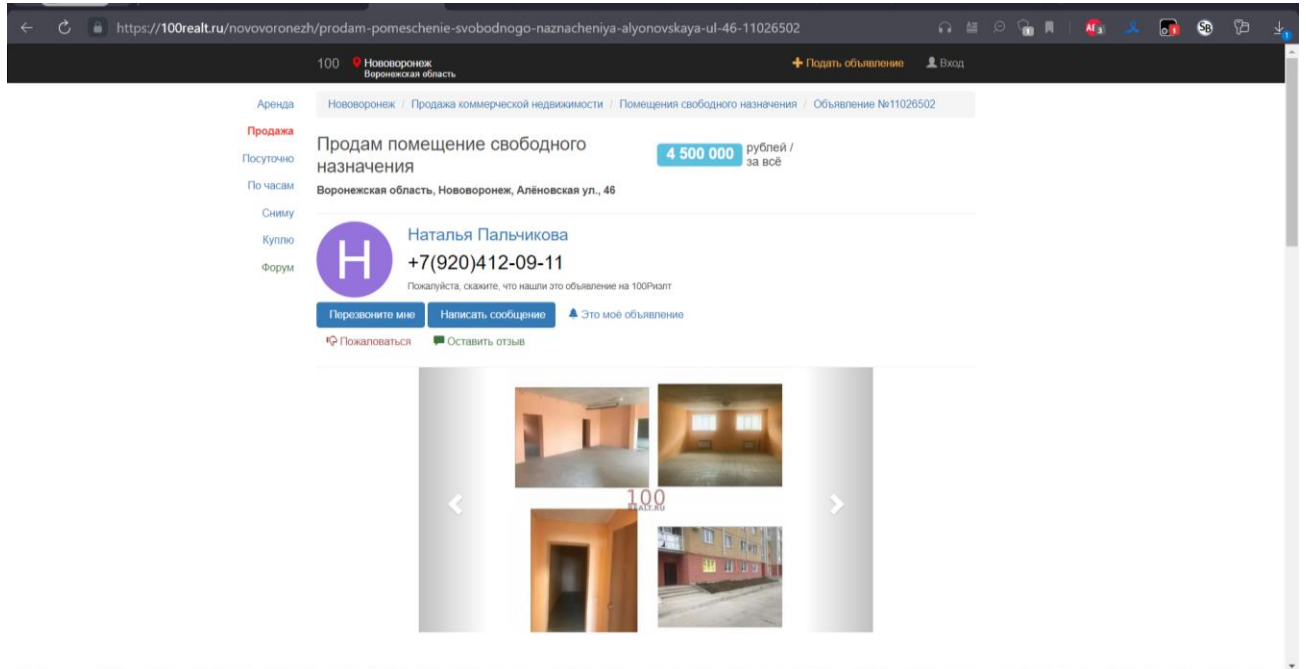 https://100realt.ru/novovoronezh/prodam-pomeschenie-svobodnogo-naznacheniya-alyonovskaya-ul-46-11026502
100 Нововоронеж
Воронежская область
Подать объявление
Вход
Аренда
Продажа
Посуточно
По часам
Сниму
Куплю
Форум
Нововоронеж / Продажа коммерческой недвижимости / Помещения свободного назначения / Объявление №11026502
Продам помещение свободного
назначения
4 500 000 рублей /
за всё
Воронежская область, Нововоронеж, Алёновская ул., 46
Н
Наталья Пальчикова
+7(920)412-09-11
Пожалуйста, скажите, что нашли это объявление на 100Риэлт
Перезвоните мне
Написать сообщение
Это моё объявление
Пожаловаться
Оставить отзыв
100
REALT.RU